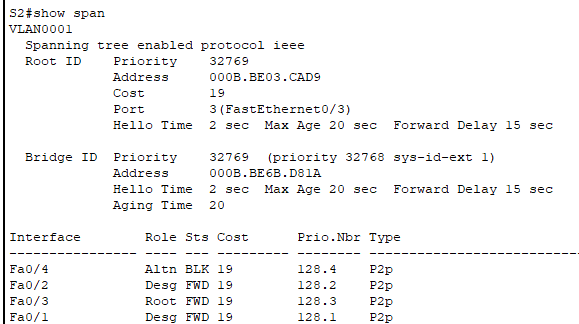 S2#show span
VLAN0001
  Spanning tree enabled protocol ieee
  Root ID    Priority    32769
             Address     000B.BE03.CAD9
             Cost        19
             Port        3(FastEthernet0/3)
             Hello Time  2 sec  Max Age 20 sec  Forward Delay 15 sec

  Bridge ID  Priority    32769  (priority 32768 sys-id-ext 1)
             Address     000B.BE6B.D81A
             Hello Time  2 sec  Max Age 20 sec  Forward Delay 15 sec
             Aging Time  20

Interface        Role Sts Cost      Prio.Nbr Type
---------------- ---- --- --------- -------- --------------------------
Fa0/4            Altn BLK 19        128.4    P2p
Fa0/2            Desg FWD 19        128.2    P2p
Fa0/3            Root FWD 19        128.3    P2p
Fa0/1            Desg FWD 19        128.1    P2p